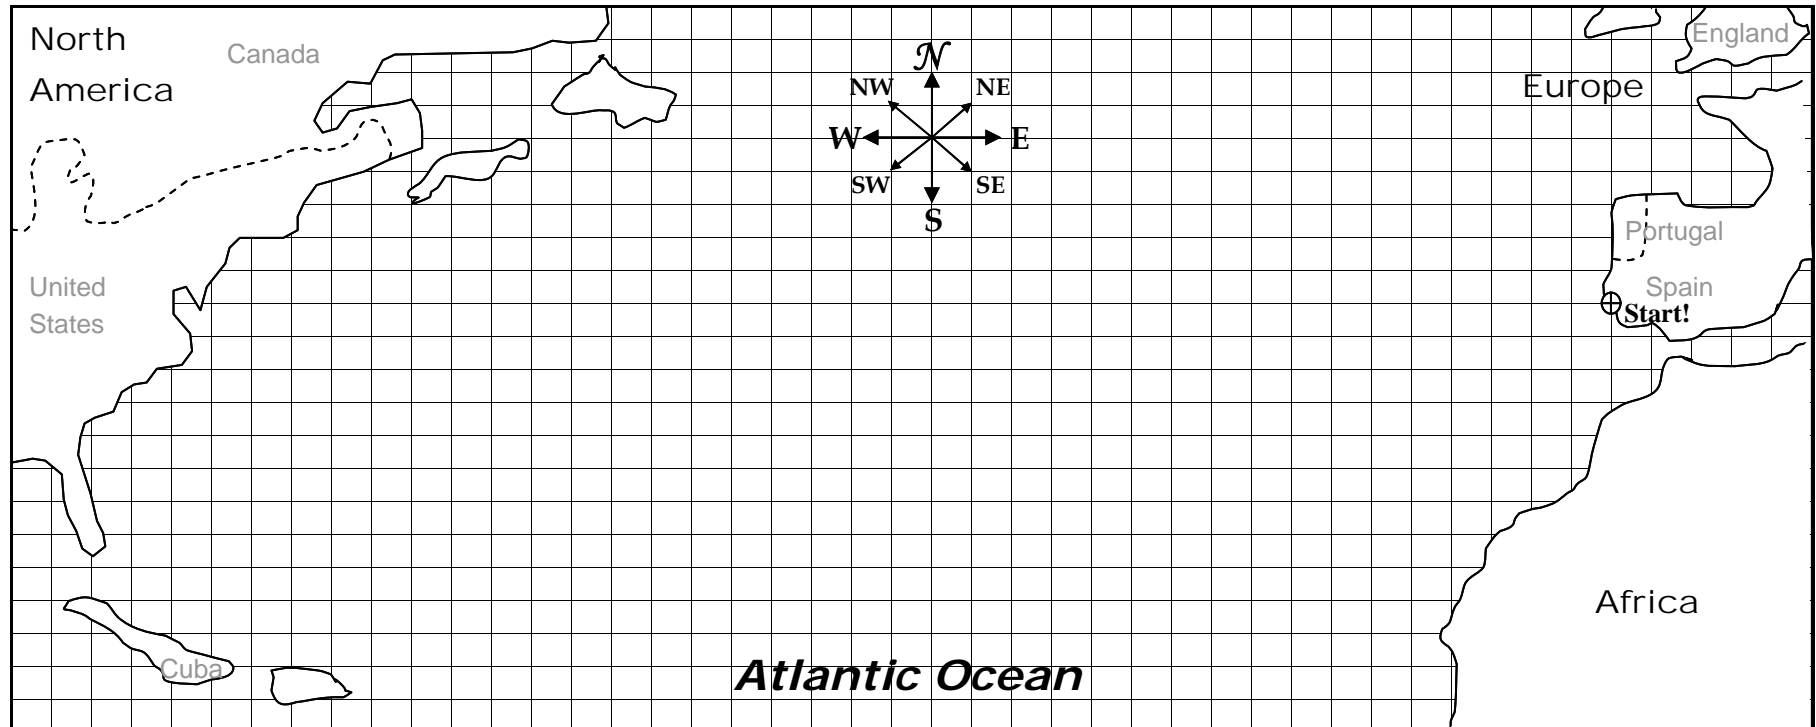 North
America
Canada
United
States
Cuba
N
NW
NE
W
E
SW
SE
S
Atlantic Ocean
England
Europe
Portugal
Spain
Start!
Africa